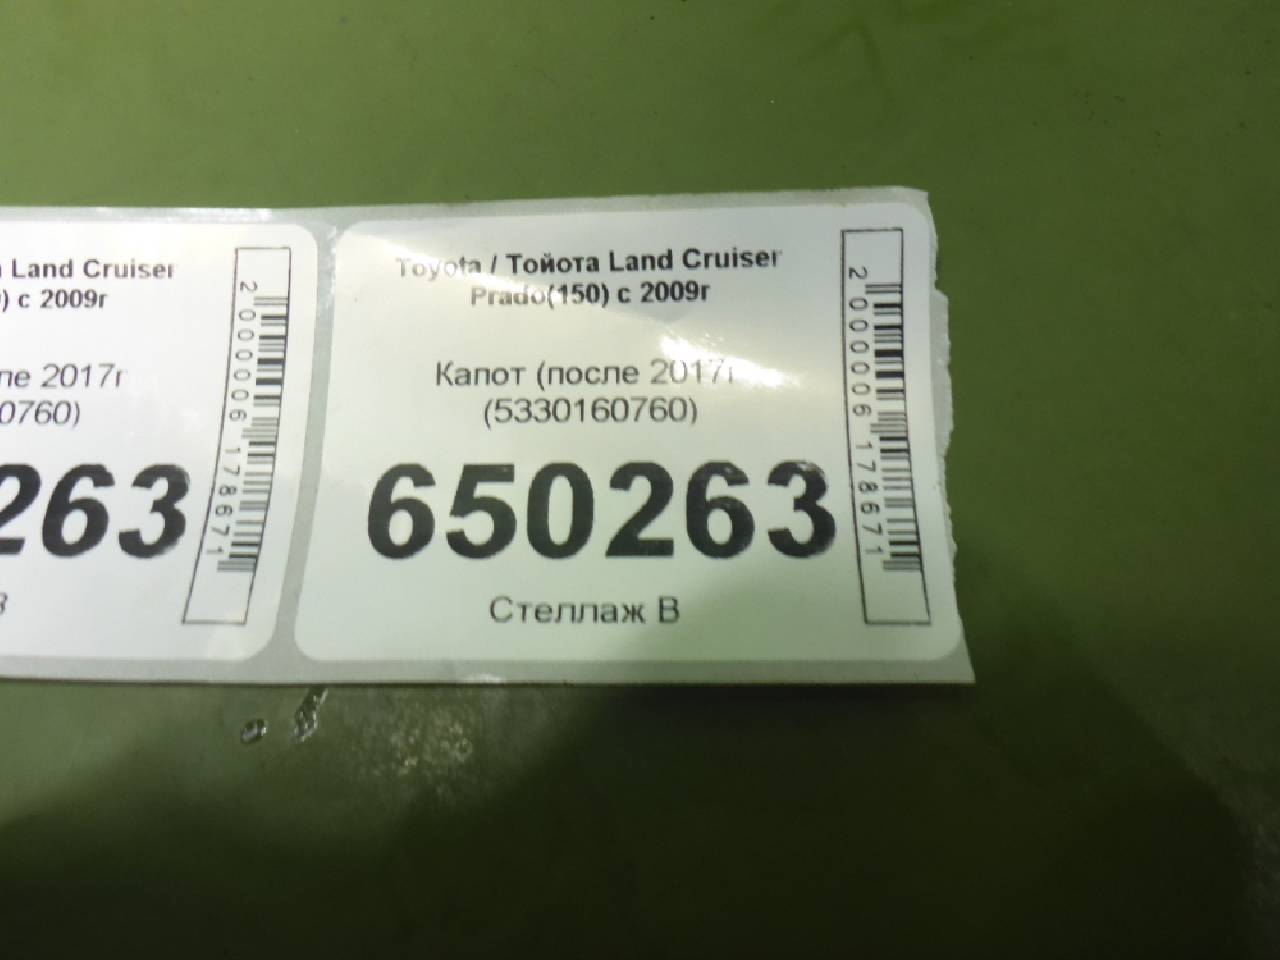 Land Cruiser
) с 2009г
ле 2017г
0760)
263
2000006178671
Toyota / Тойота Land Cruiser
Prado(150) с 2009г
Капот (после 2017г
(5330160760)
650263
Стеллаж В
2000006178671